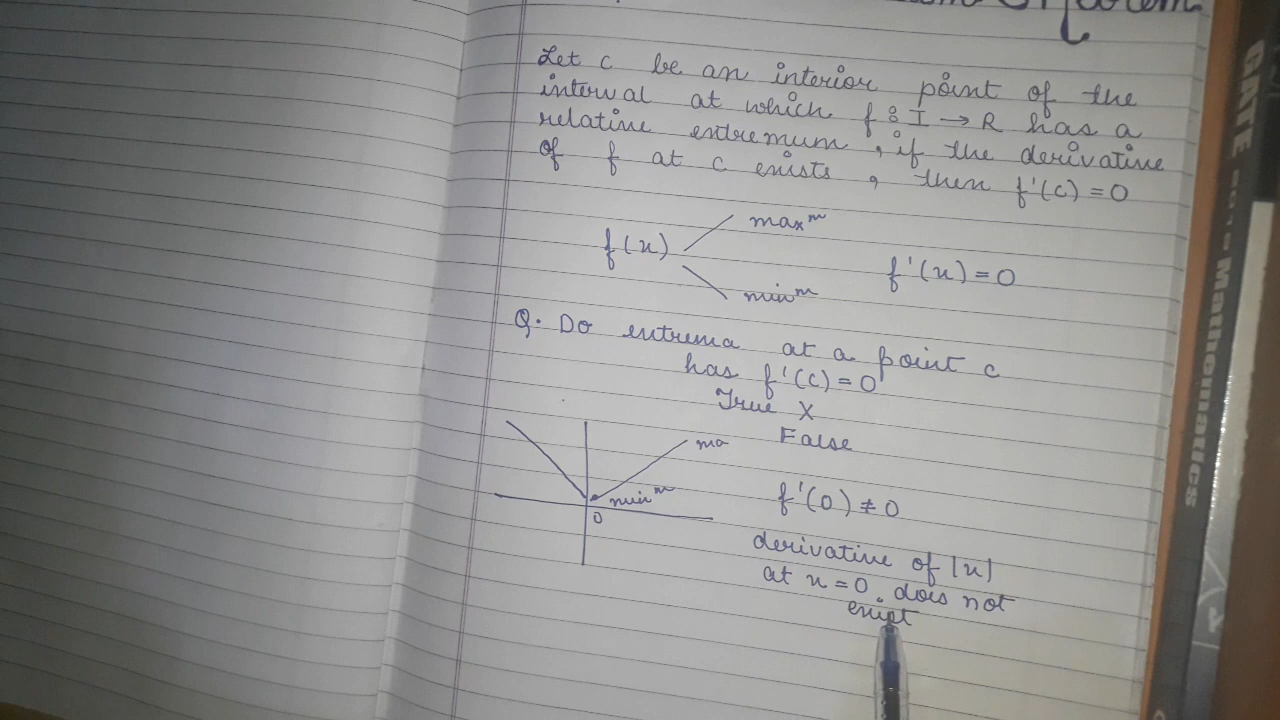 Let c be an interior point of the
interval at which f : I → R has a
relative extremum, if the derivative
of f at c exists, then f'(c) = 0
f(x)
maxᵐ
minᵐ
f'(x) = 0
Q. Do extrema at a point c
has f'(c) = 0
True X
False
ma
minᵐ
0
f'(0) ≠ 0
derivative of |x|
at x = 0. does not
exist
GATE
Mathematics